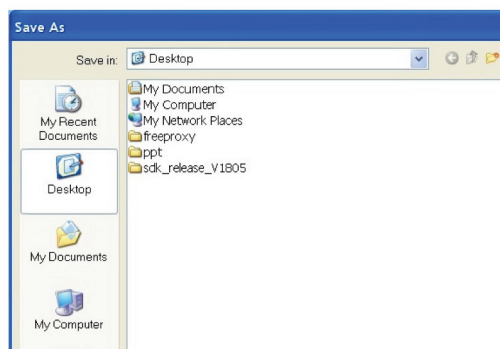 Save As
Save in:
Desktop
My Recent
Documents
Desktop
My Documents
My Computer
My Documents
My Computer
My Network Places
freeproxy
ppt
sdk_release_V1805